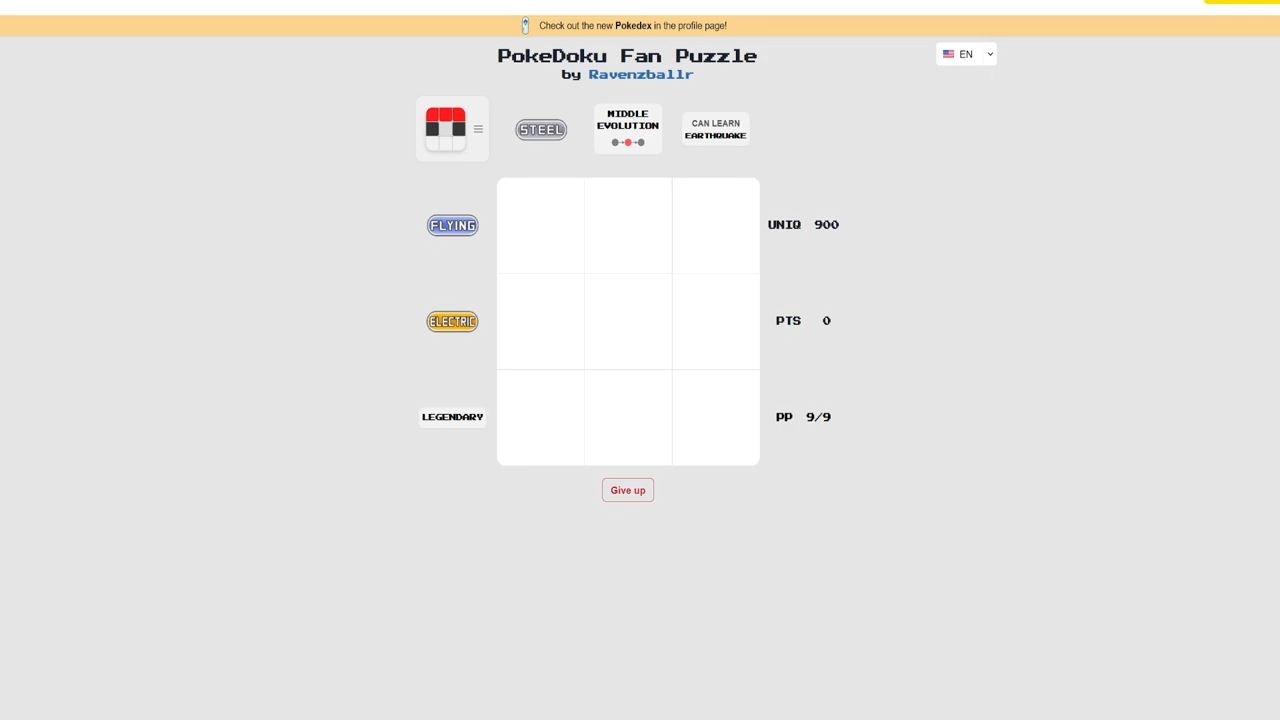 Check out the new Pokedex in the profile page!
PokeDoku Fan Puzzle
by Ravenzballr
EN
STEEL
MIDDLE
EVOLUTION
CAN LEARN
EARTHQUAKE
FLYING
UNIQ 900
ELECTRIC
PTS 0
LEGENDARY
PP 9/9
Give up